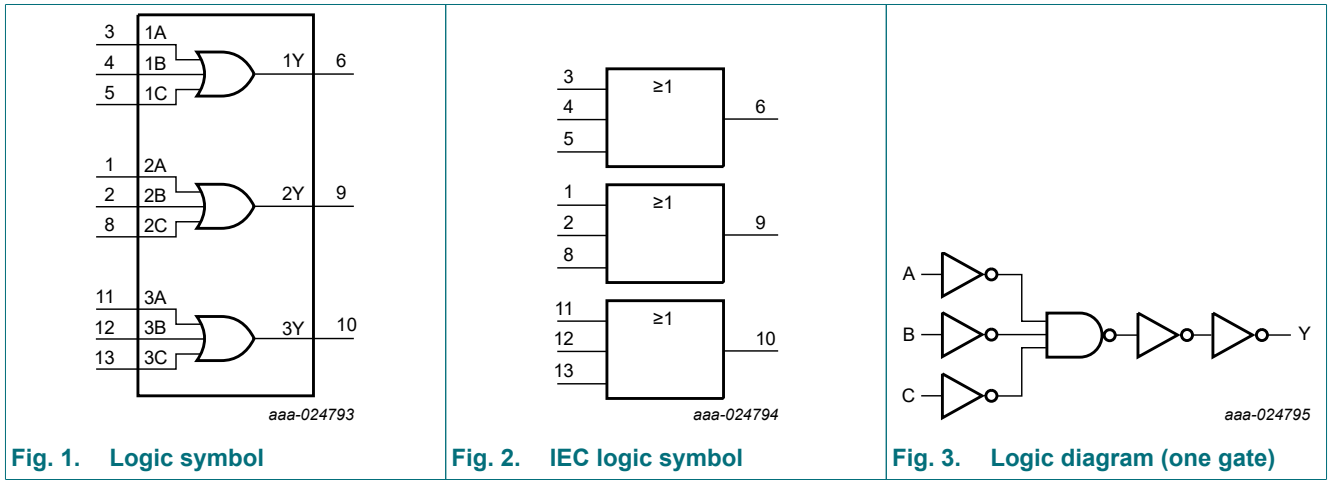 3 1A
4 1B 1Y 6
5 1C
1 2A
2 2B 2Y 9
8 2C
11 3A
12 3B 3Y 10
13 3C
aaa-024793
Fig. 1. Logic symbol
3 ≥1
4 6
5
1 ≥1
2 9
8
11 ≥1
12 10
13
aaa-024794
Fig. 2. IEC logic symbol
A
B Y
C
aaa-024795
Fig. 3. Logic diagram (one gate)